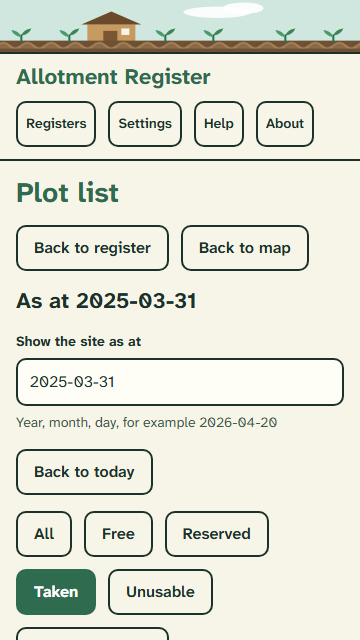 Allotment Register
Registers Settings Help About
Plot list
Back to register Back to map
As at 2025-03-31
Show the site as at
2025-03-31
Year, month, day, for example 2026-04-20
Back to today
All Free Reserved
Taken Unusable